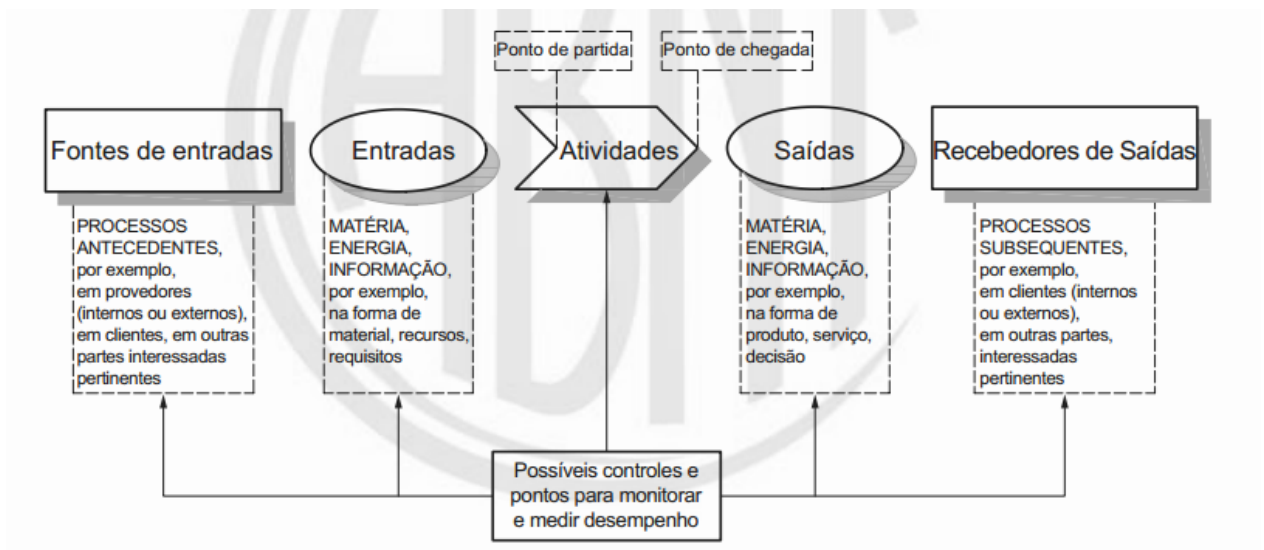 Ponto de partida
Ponto de chegada
Fontes de entradas
Entradas
Atividades
Saídas
Recebedores de Saídas
PROCESSOS
ANTECEDENTES,
por exemplo,
em provedores
(internos ou externos),
em clientes, em outras
partes interessadas
pertinentes
MATÉRIA,
ENERGIA,
INFORMAÇÃO,
por exemplo,
na forma de
material, recursos,
requisitos
MATÉRIA,
ENERGIA,
INFORMAÇÃO,
por exemplo,
na forma de
produto, serviço,
decisão
PROCESSOS
SUBSEQUENTES,
por exemplo,
em clientes (internos
ou externos),
em outras partes,
interessadas
pertinentes
Possíveis controles e
pontos para monitorar
e medir desempenho
ABNT